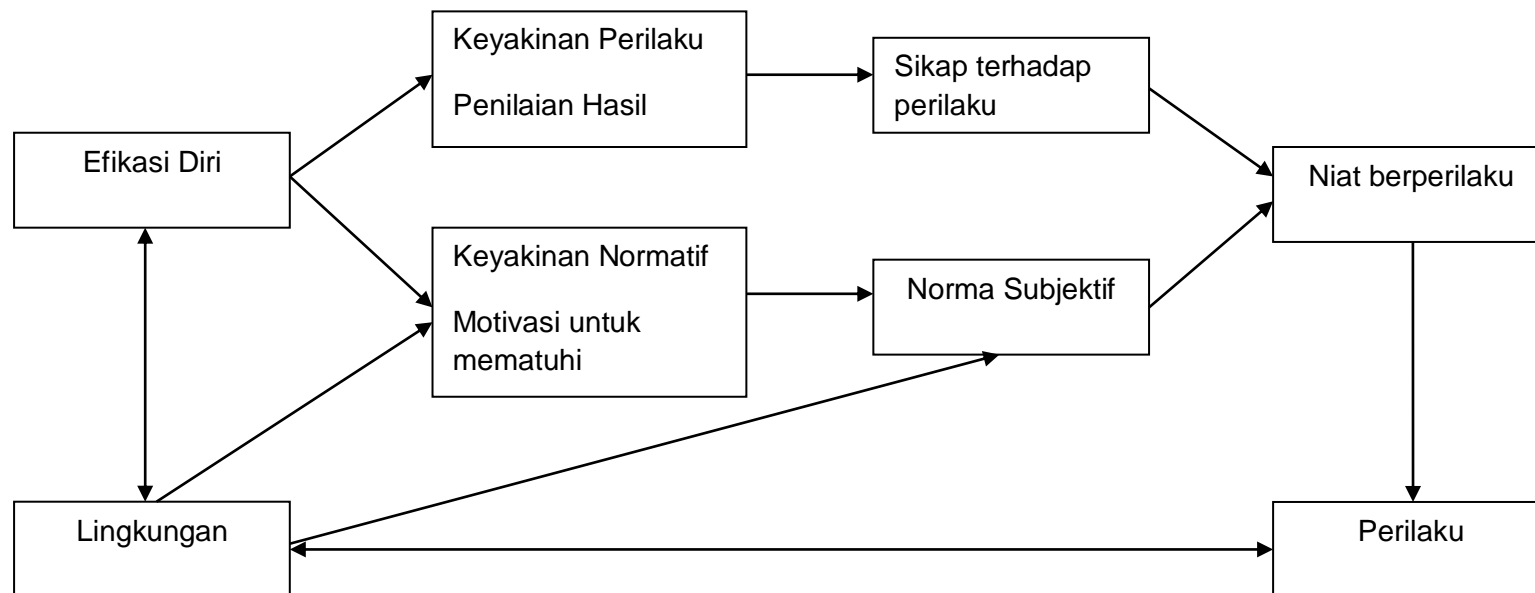 Keyakinan Perilaku
Penilaian Hasil
Sikap terhadap
perilaku
Efikasi Diri
Niat berperilaku
Keyakinan Normatif
Motivasi untuk
mematuhi
Norma Subjektif
Lingkungan
Perilaku